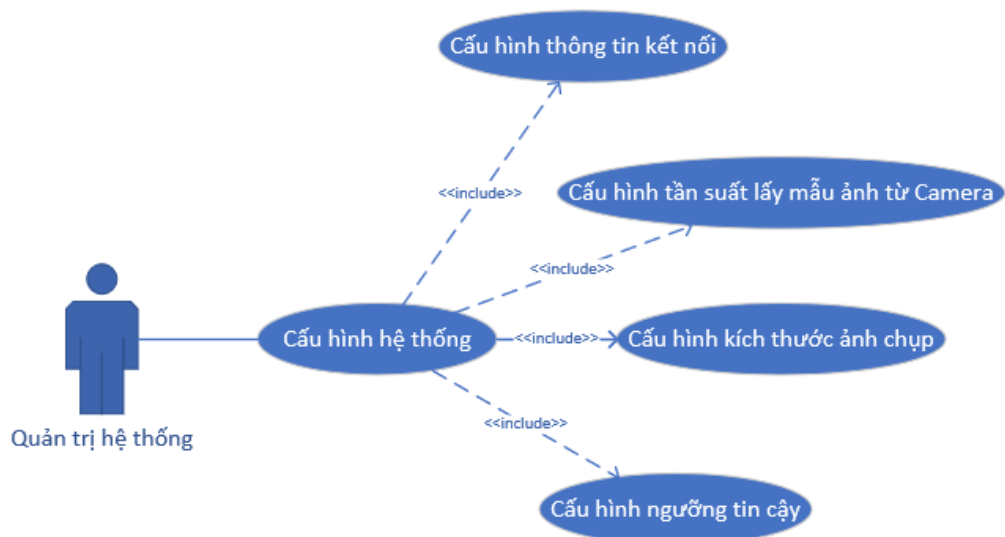 Cấu hình thông tin kết nối
<<include>>
Cấu hình tần suất lấy mẫu ảnh từ Camera
<<include>>
Cấu hình hệ thống
<<include>>
Cấu hình kích thước ảnh chụp
<<include>>
Quản trị hệ thống
Cấu hình ngưỡng tin cậy